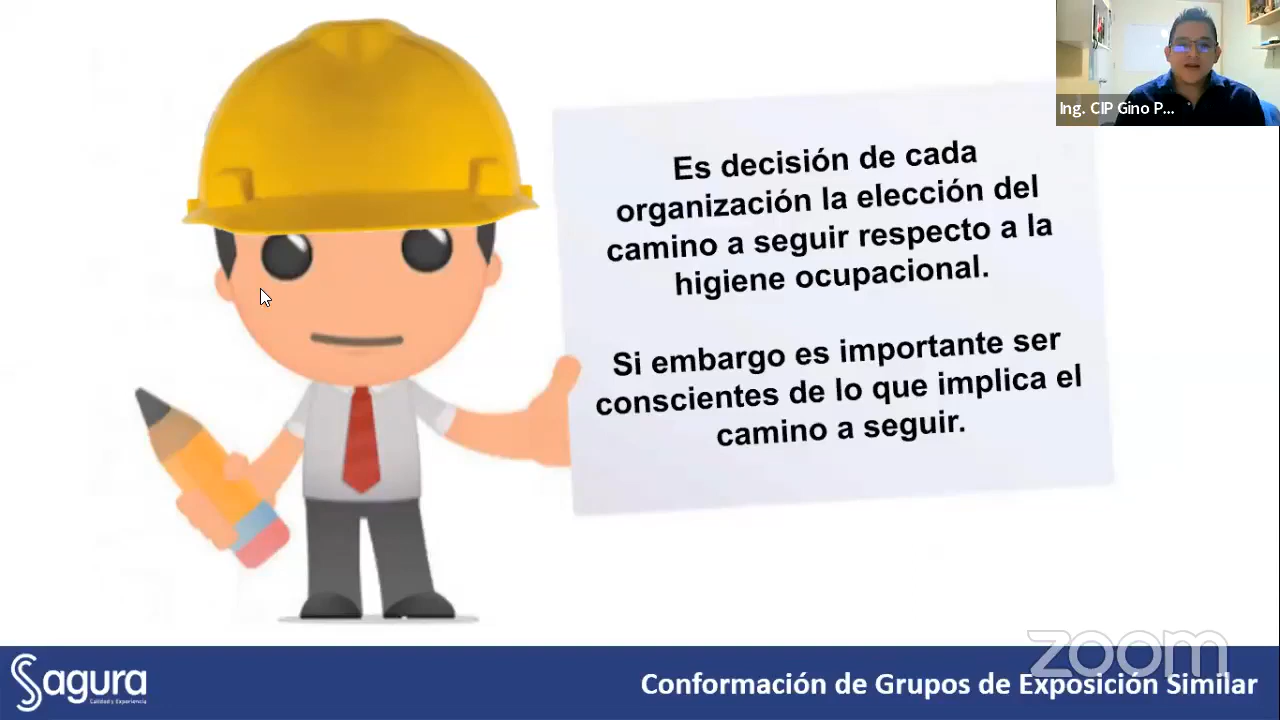 Ing. CIP Gino P...
Es decisión de cada
organización la elección del
camino a seguir respecto a la
higiene ocupacional.
Si embargo es importante ser
conscientes de lo que implica el
camino a seguir.
zoom
Sagura
Calidad y Experiencia
Conformación de Grupos de Exposición Similar